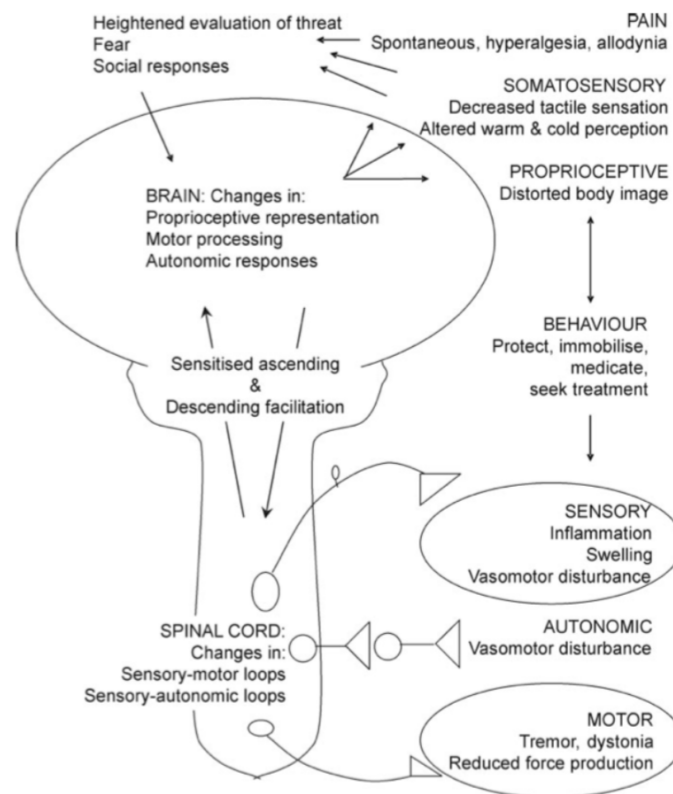 Heightened evaluation of threat
Fear
Social responses
PAIN
Spontaneous, hyperalgesia, allodynia
SOMATOSENSORY
Decreased tactile sensation
Altered warm & cold perception
PROPRIOCEPTIVE
Distorted body image
BRAIN: Changes in:
Proprioceptive representation
Motor processing
Autonomic responses
BEHAVIOUR
Protect, immobilise,
medicate,
seek treatment
Sensitised ascending
&
Descending facilitation
SENSORY
Inflammation
Swelling
Vasomotor disturbance
SPINAL CORD:
Changes in:
Sensory-motor loops
Sensory-autonomic loops
AUTONOMIC
Vasomotor disturbance
MOTOR
Tremor, dystonia
Reduced force production